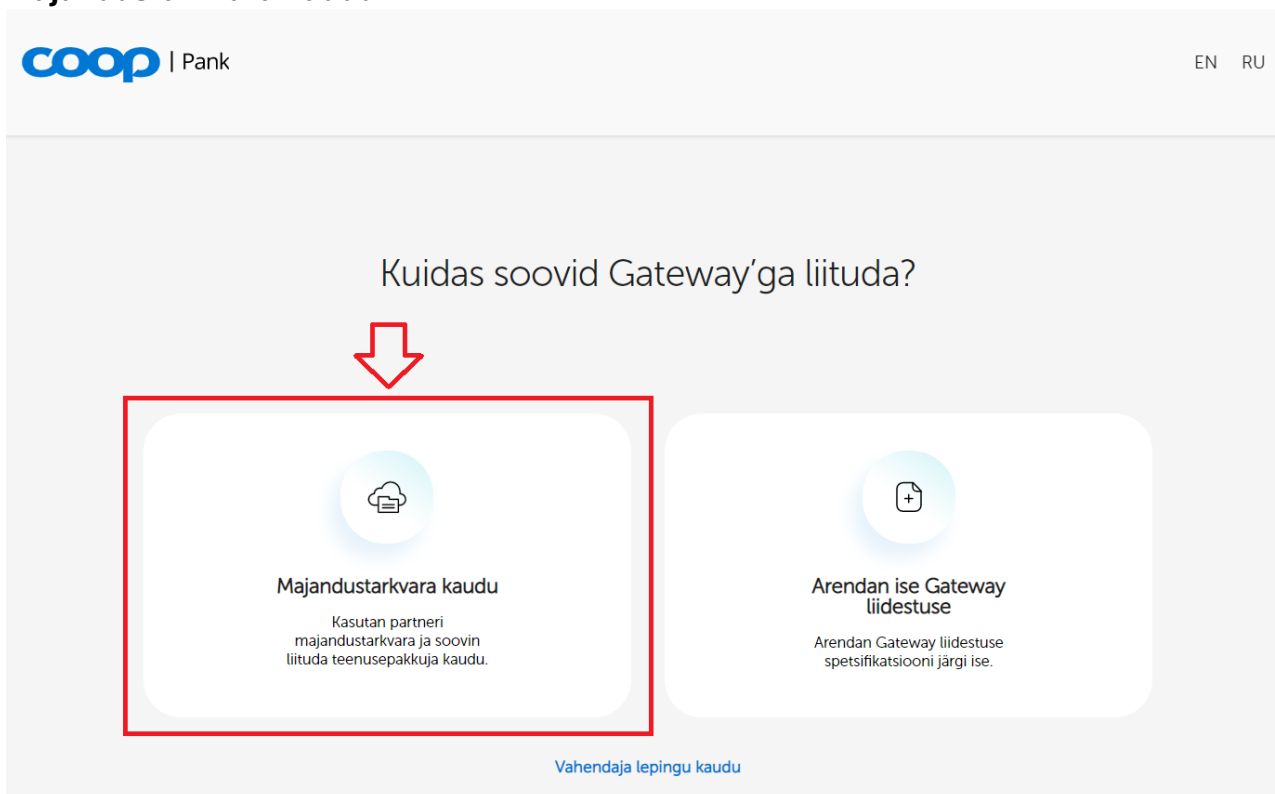 coop | Pank
EN RU
Kuidas soovid Gateway’ga liituda?
Majandustarkvara kaudu
Kasutan partneri
majandustarkvara ja soovin
liituda teenusepakkuja kaudu.
Arendan ise Gateway
liidestuse
Arendan Gateway liidestuse
spetsifikatsiooni järgi ise.
Vahendaja lepingu kaudu